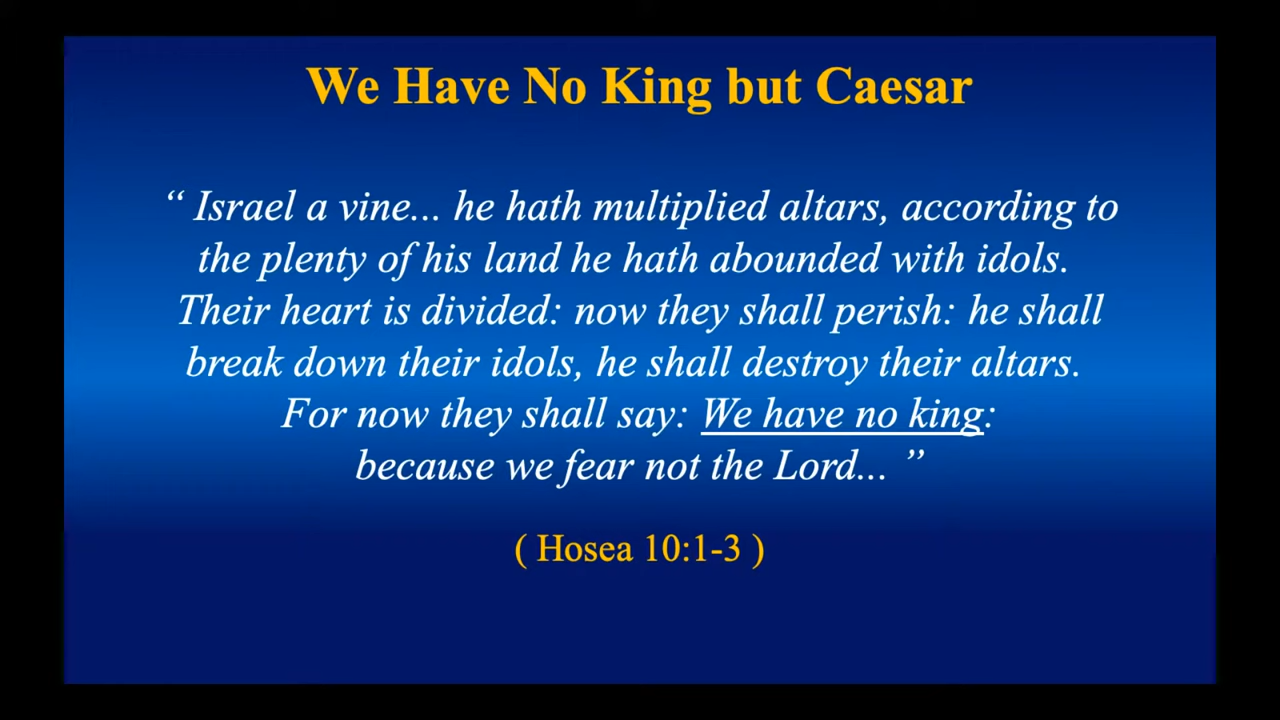 We Have No King but Caesar
“ Israel a vine... he hath multiplied altars, according to
the plenty of his land he hath abounded with idols.
Their heart is divided: now they shall perish: he shall
break down their idols, he shall destroy their altars.
For now they shall say: We have no king:
because we fear not the Lord... ”
( Hosea 10:1-3 )